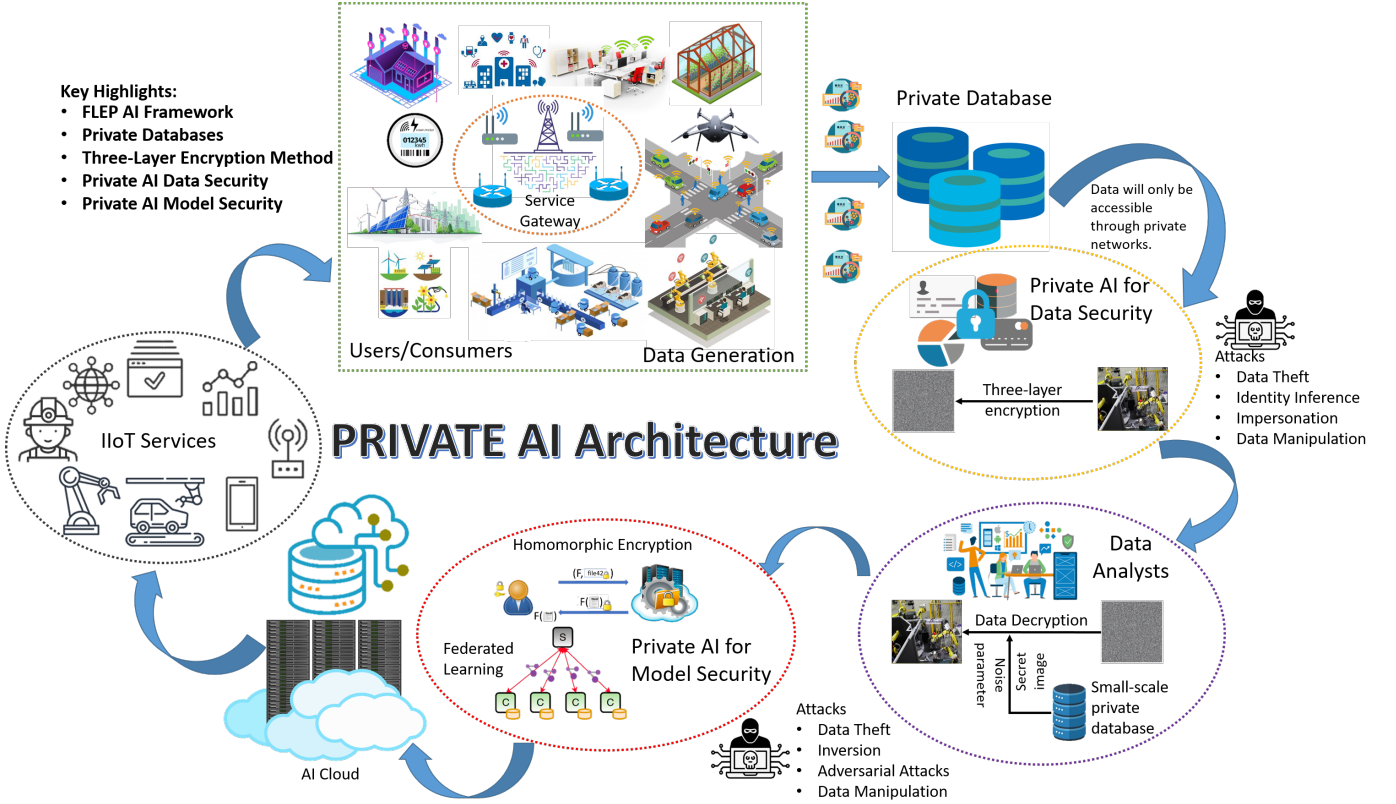 Key Highlights:
• FLEP AI Framework
• Private Databases
• Three-Layer Encryption Method
• Private AI Data Security
• Private AI Model Security
012345
kWh
Service
Gateway
Users/Consumers
Data Generation
Private Database
Data will only be
accessible
through private
networks.
Private AI for
Data Security
Three-layer
encryption
Attacks
• Data Theft
• Identity Inference
• Impersonation
• Data Manipulation
IIoT Services
PRIVATE AI Architecture
Data
Analysts
Data Decryption
Noise
parameter
Secret
image
Small-scale
private
database
Homomorphic Encryption
(F, file42
F(
F(
S
Federated
Learning
C
C
C
C
Private AI for
Model Security
Attacks
• Data Theft
• Inversion
• Adversarial Attacks
• Data Manipulation
AI Cloud